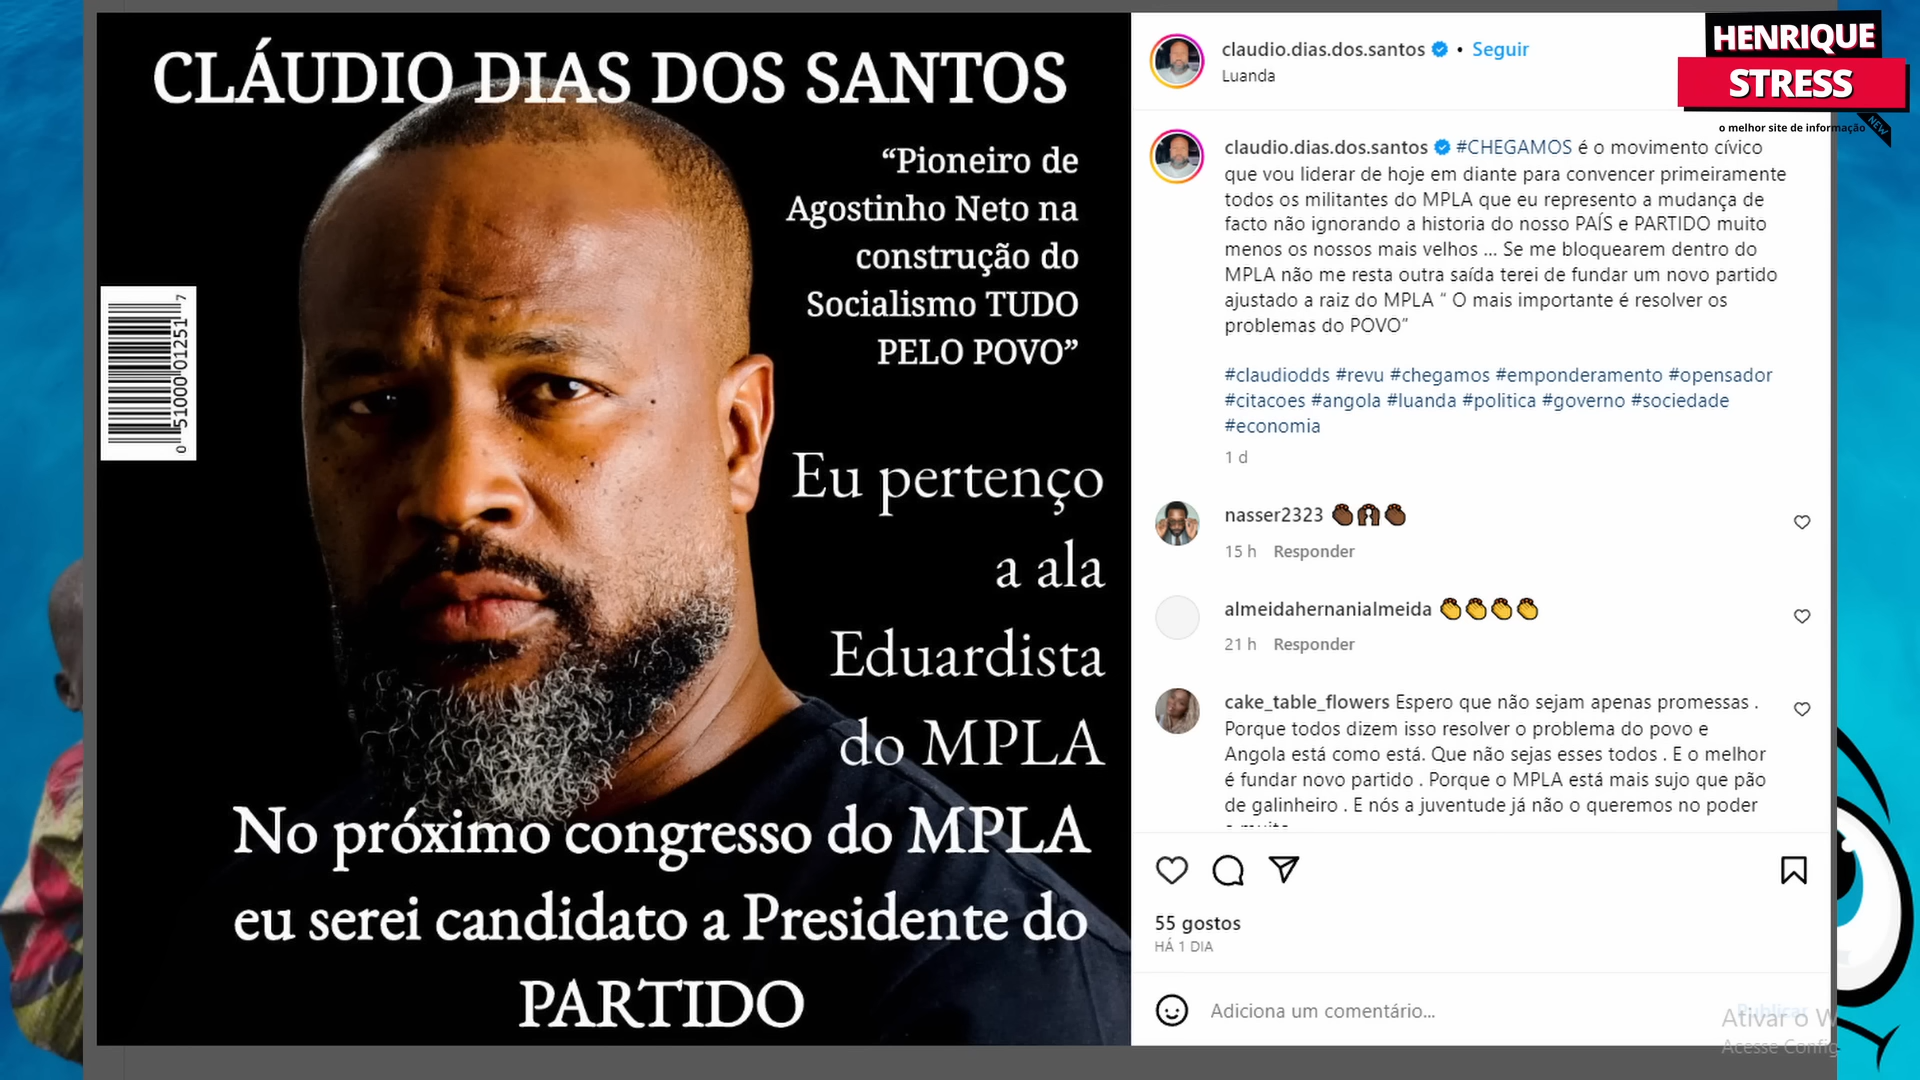 CLÁUDIO DIAS DOS SANTOS
“Pioneiro de
Agostinho Neto na
construção do
Socialismo TUDO
PELO POVO”
0 51000 01251 7
Eu pertenço
a ala
Eduardista
do MPLA
No próximo congresso do MPLA
eu serei candidato a Presidente do
PARTIDO
claudio.dias.dos.santos • Seguir
Luanda
HENRIQUE
STRESS
o melhor site de informação
NEW
claudio.dias.dos.santos #CHEGAMOS é o movimento cívico
que vou liderar de hoje em diante para convencer primeiramente
todos os militantes do MPLA que eu represento a mudança de
facto não ignorando a historia do nosso PAÍS e PARTIDO muito
menos os nossos mais velhos ... Se me bloquearem dentro do
MPLA não me resta outra saída terei de fundar um novo partido
ajustado a raiz do MPLA “ O mais importante é resolver os
problemas do POVO”
#claudiodds #revu #chegamos #emponderamento #opensador
#citacoes #angola #luanda #politica #governo #sociedade
#economia
1 d
nasser2323
15 h Responder
almeidahernanialmeida
21 h Responder
cake_table_flowers Espero que não sejam apenas promessas .
Porque todos dizem isso resolver o problema do povo e
Angola está como está. Que não sejas esses todos . E o melhor
é fundar novo partido . Porque o MPLA está mais sujo que pão
de galinheiro . E nós a juventude já não o queremos no poder
55 gostos
HÁ 1 DIA
Adiciona um comentário...
Publicar
Ativar o W
Acesse Config